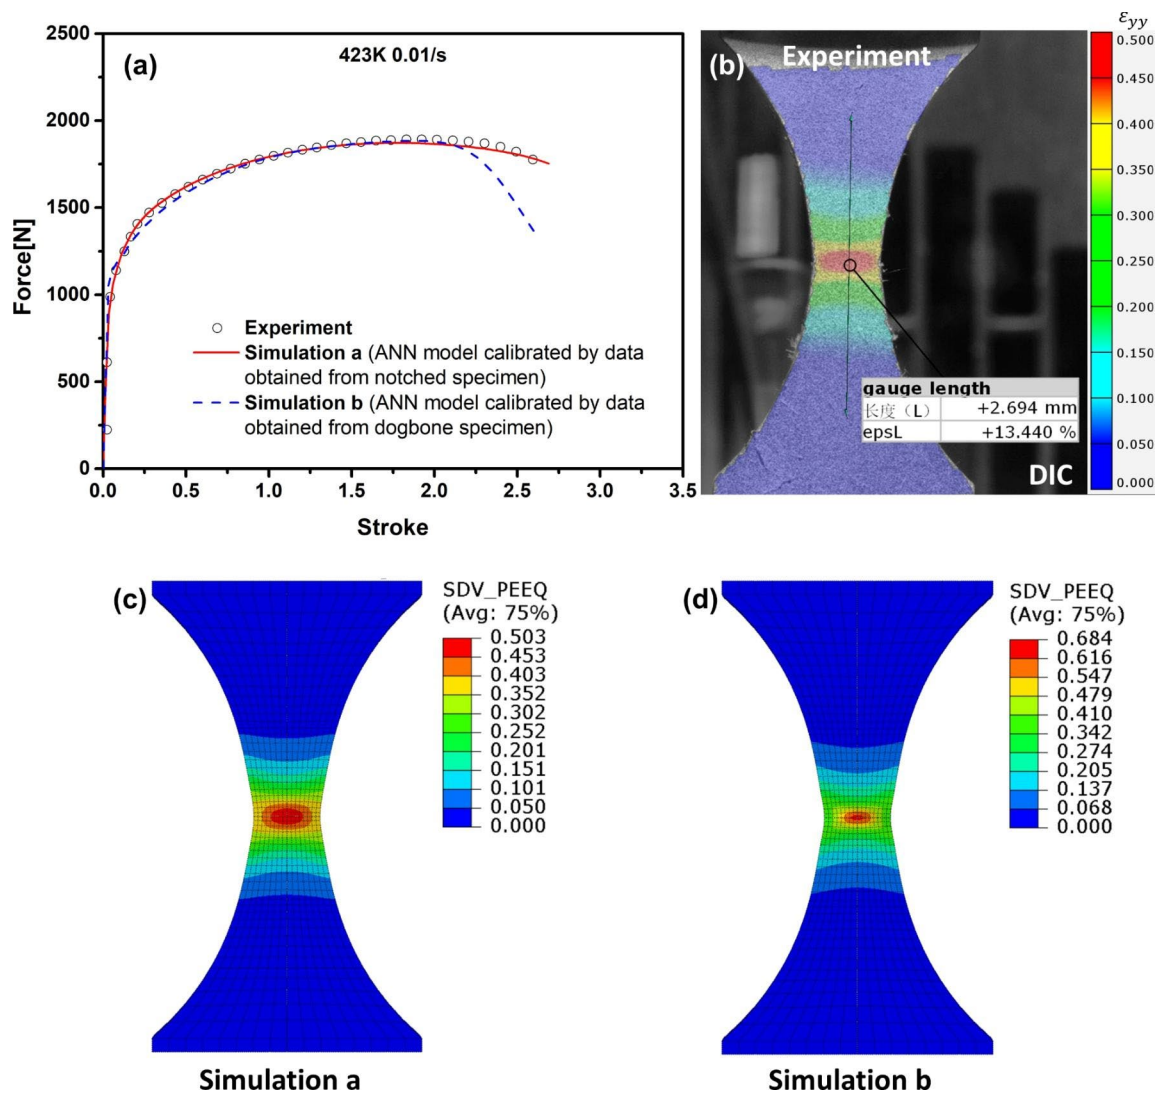 (a)
423K 0.01/s
2500
2000
1500
1000
500
0
Force[N]
Experiment
Simulation a (ANN model calibrated by data
obtained from notched specimen)
Simulation b (ANN model calibrated by data
obtained from dogbone specimen)
0.0 0.5 1.0 1.5 2.0 2.5 3.0 3.5
Stroke
(b)
Experiment
gauge length
长度（L） +2.694 mm
epsL +13.440 %
DIC
εyy
0.500
0.450
0.400
0.350
0.300
0.250
0.200
0.150
0.100
0.050
0.000
(c)
SDV_PEEQ
(Avg: 75%)
0.503
0.453
0.403
0.352
0.302
0.252
0.201
0.151
0.101
0.050
0.000
Simulation a
(d)
SDV_PEEQ
(Avg: 75%)
0.684
0.616
0.547
0.479
0.410
0.342
0.274
0.205
0.137
0.068
0.000
Simulation b